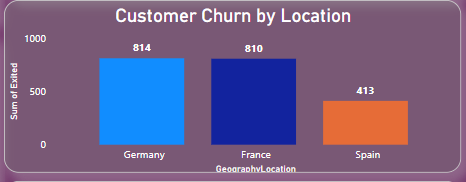 Customer Churn by Location
Sum of Exited
1000
500
0
814
810
413
Germany
France
Spain
GeographyLocation